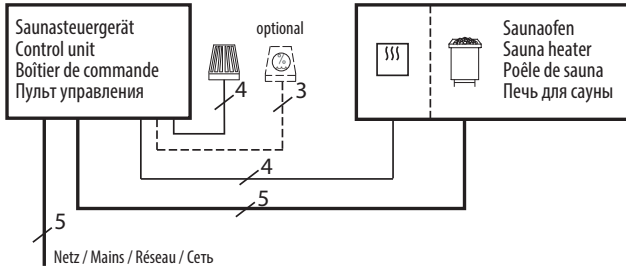 Saunasteuergerät
Control unit
Boîtier de commande
Пульт управления
optional
%
4
3
Saunaofen
Sauna heater
Poêle de sauna
Печь для сауны
4
5
5
Netz / Mains / Réseau / Сеть